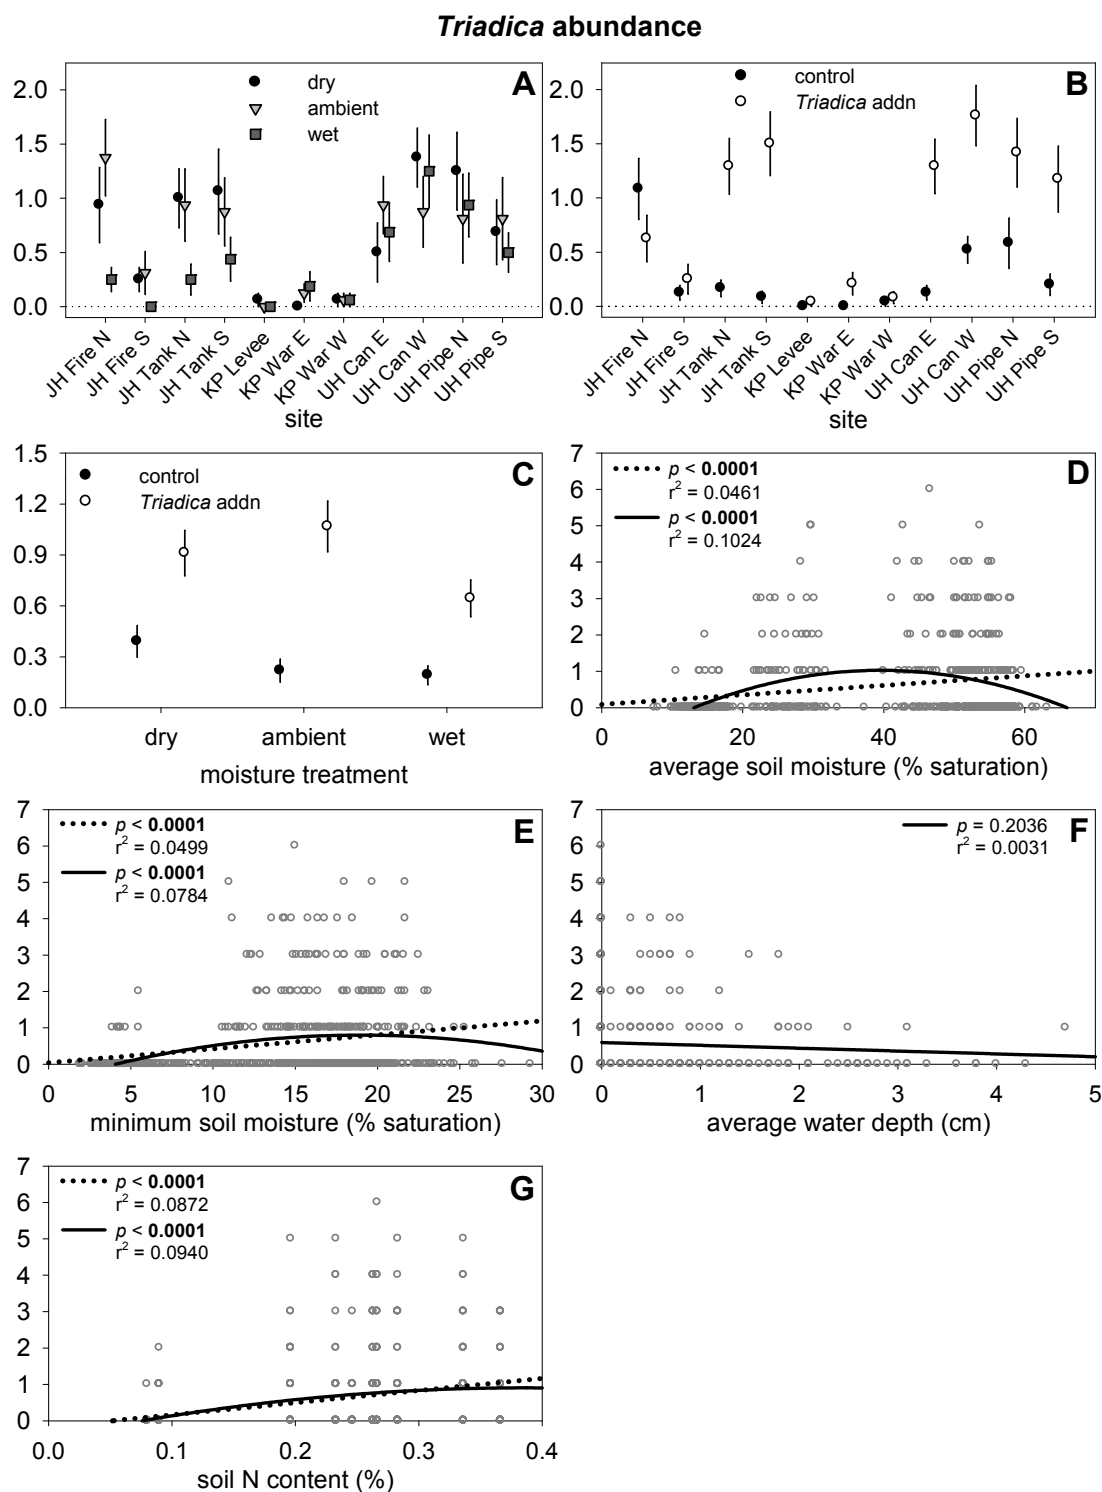 Triadica abundance
A
dry
ambient
wet
2.0
1.5
1.0
0.5
0.0
JH Fire N
JH Fire S
JH Tank N
JH Tank S
KP Levee
KP War E
KP War W
UH Can E
UH Can W
UH Pipe N
UH Pipe S
site
B
control
Triadica addn
2.0
1.5
1.0
0.5
0.0
JH Fire N
JH Fire S
JH Tank N
JH Tank S
KP Levee
KP War E
KP War W
UH Can E
UH Can W
UH Pipe N
UH Pipe S
site
C
control
Triadica addn
1.5
1.2
0.9
0.6
0.3
0.0
dry ambient wet
moisture treatment
D
p < 0.0001
r² = 0.0461
p < 0.0001
r² = 0.1024
7
6
5
4
3
2
1
0
0 20 40 60
average soil moisture (% saturation)
E
p < 0.0001
r² = 0.0499
p < 0.0001
r² = 0.0784
7
6
5
4
3
2
1
0
0 5 10 15 20 25 30
minimum soil moisture (% saturation)
F
p = 0.2036
r² = 0.0031
7
6
5
4
3
2
1
0
0 1 2 3 4 5
average water depth (cm)
G
p < 0.0001
r² = 0.0872
p < 0.0001
r² = 0.0940
7
6
5
4
3
2
1
0
0.0 0.1 0.2 0.3 0.4
soil N content (%)